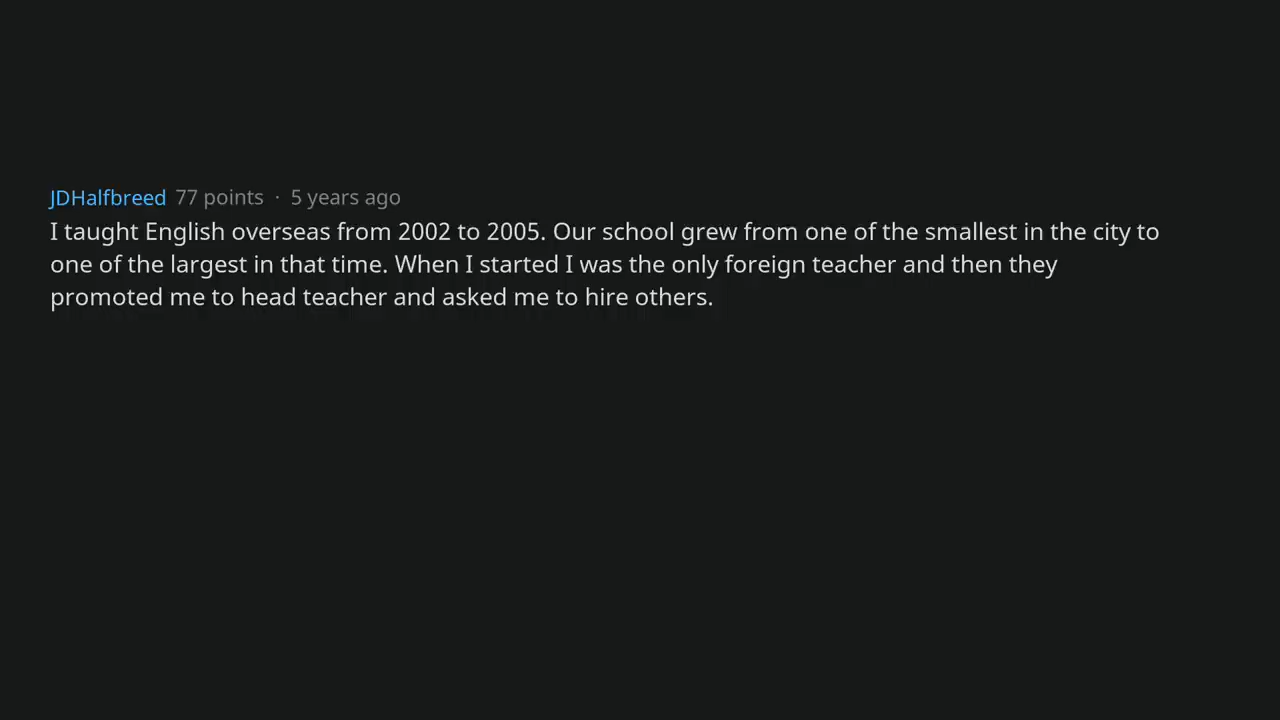 JDHalfbreed 77 points · 5 years ago
I taught English overseas from 2002 to 2005. Our school grew from one of the smallest in the city to
one of the largest in that time. When I started I was the only foreign teacher and then they
promoted me to head teacher and asked me to hire others.